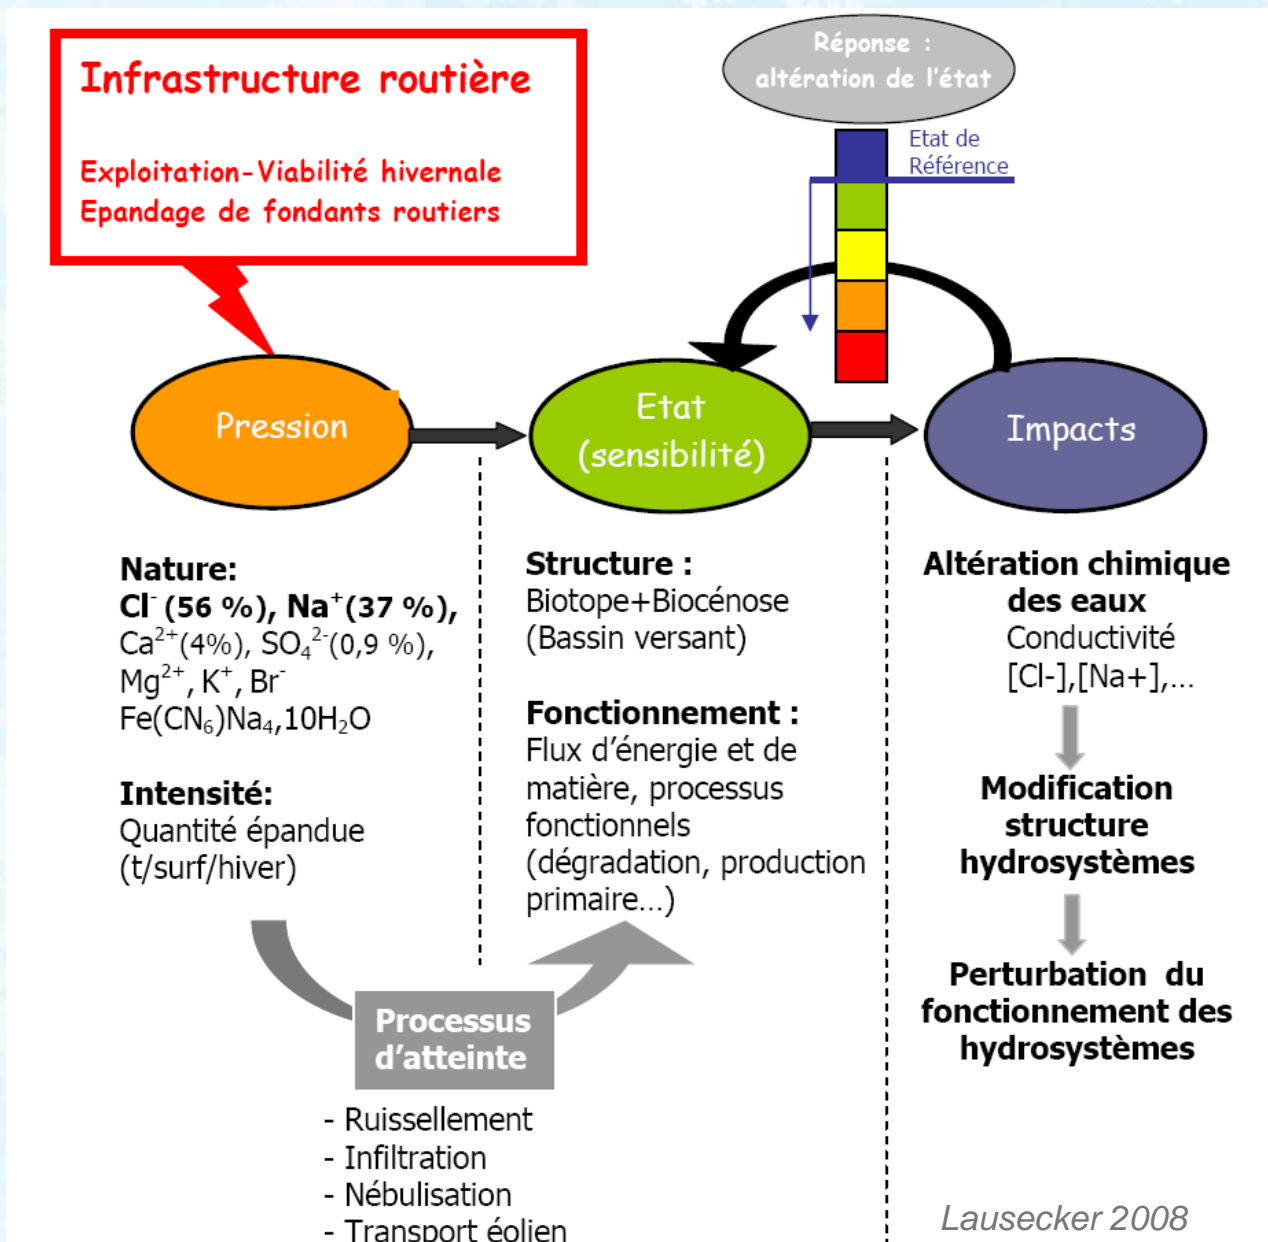 Infrastructure routière
Exploitation-Viabilité hivernale
Epandage de fondants routiers
Réponse :
altération de l'état
Etat de
Référence
Pression
Etat
(sensibilité)
Impacts
Nature:
Cl⁻ (56 %), Na⁺(37 %),
Ca²⁺(4%), SO₄²⁻(0,9 %),
Mg²⁺, K⁺, Br⁻
Fe(CN₆)Na₄,10H₂O
Intensité:
Quantité épandue
(t/surf/hiver)
Structure :
Biotope+Biocénose
(Bassin versant)
Fonctionnement :
Flux d'énergie et de
matière, processus
fonctionnels
(dégradation, production
primaire...)
Altération chimique
des eaux
Conductivité
[Cl-],[Na+],...
Modification
structure
hydrosystèmes
Perturbation du
fonctionnement des
hydrosystèmes
Processus
d'atteinte
- Ruissellement
- Infiltration
- Nébulisation
- Transport éolien
Lausecker 2008